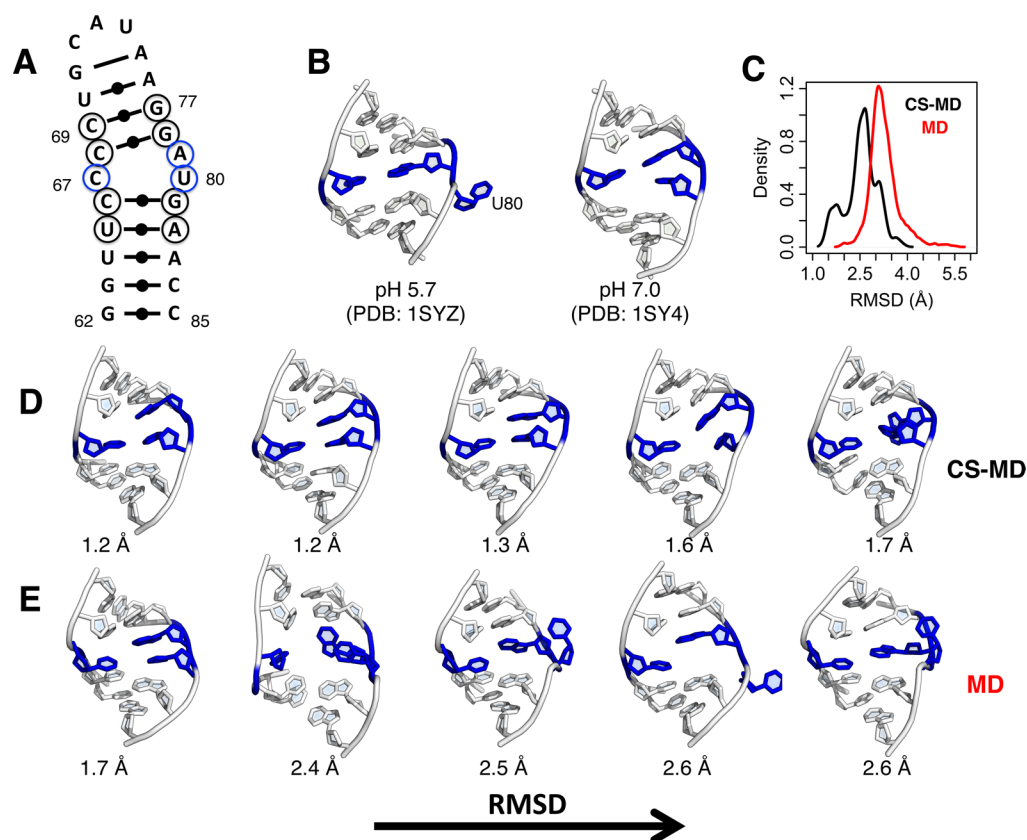 A
A U
C A
G A
U G 77
69 C G
C A
67 C U 80
C G
U A
U A
G C
62 G C 85
B
U80
pH 5.7
(PDB: 1SYZ)
pH 7.0
(PDB: 1SY4)
C
CS-MD
MD
Density
0.0 0.4 0.8 1.2
1.0 2.5 4.0 5.5
RMSD (Å)
D
CS-MD
1.2 Å 1.2 Å 1.3 Å 1.6 Å 1.7 Å
E
MD
1.7 Å 2.4 Å 2.5 Å 2.6 Å 2.6 Å
RMSD